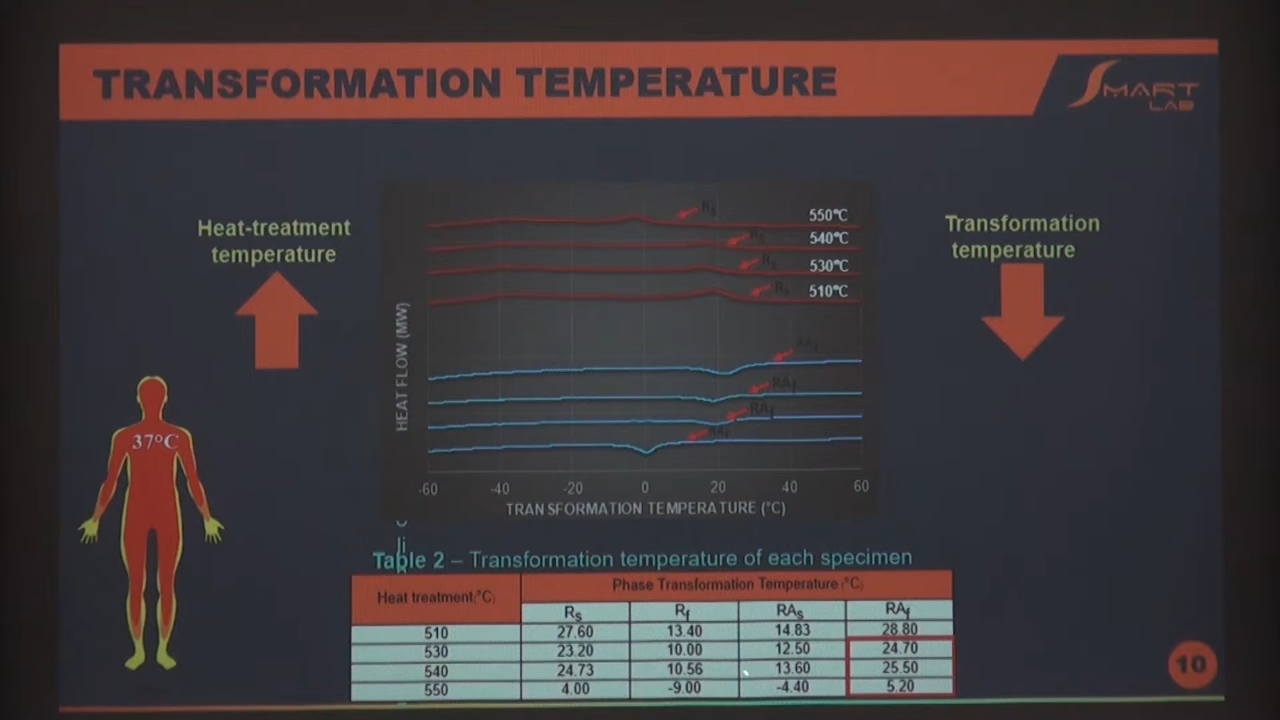 TRANSFORMATION TEMPERATURE
SMART
LAB
Heat-treatment
temperature
Transformation
temperature
37°C
HEAT FLOW (MW)
Rs
550°C
Rs
540°C
Rs
530°C
Rs
510°C
RAf
RAf
RAf
RAf
-60 -40 -20 0 20 40 60
TRANSFORMATION TEMPERATURE (°C)
Table 2 – Transformation temperature of each specimen
Heat treatment(°C) Phase Transformation Temperature (°C)
Rs Rf RAs RAf
510 27.60 13.40 14.83 28.80
530 23.20 10.00 12.50 24.70
540 24.73 10.56 13.60 25.50
550 4.00 -9.00 -4.40 5.20
10